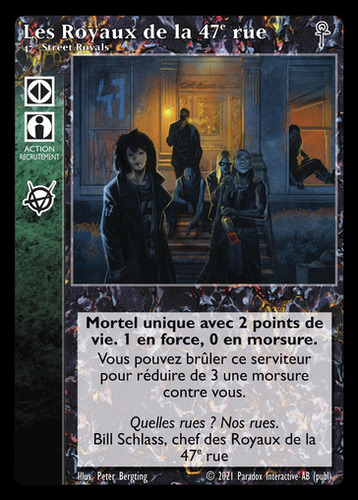 Les Royaux de la 47e rue
47th Street Royals
47
ACTION
RECRUTEMENT
Mortel unique avec 2 points de
vie. 1 en force, 0 en morsure.
Vous pouvez brûler ce serviteur
pour réduire de 3 une morsure
contre vous.
Quelles rues ? Nos rues.
Bill Schlass, chef des Royaux de la
47e rue
Illus. Peter Bergting
© 2021 Paradox Interactive AB (publ)